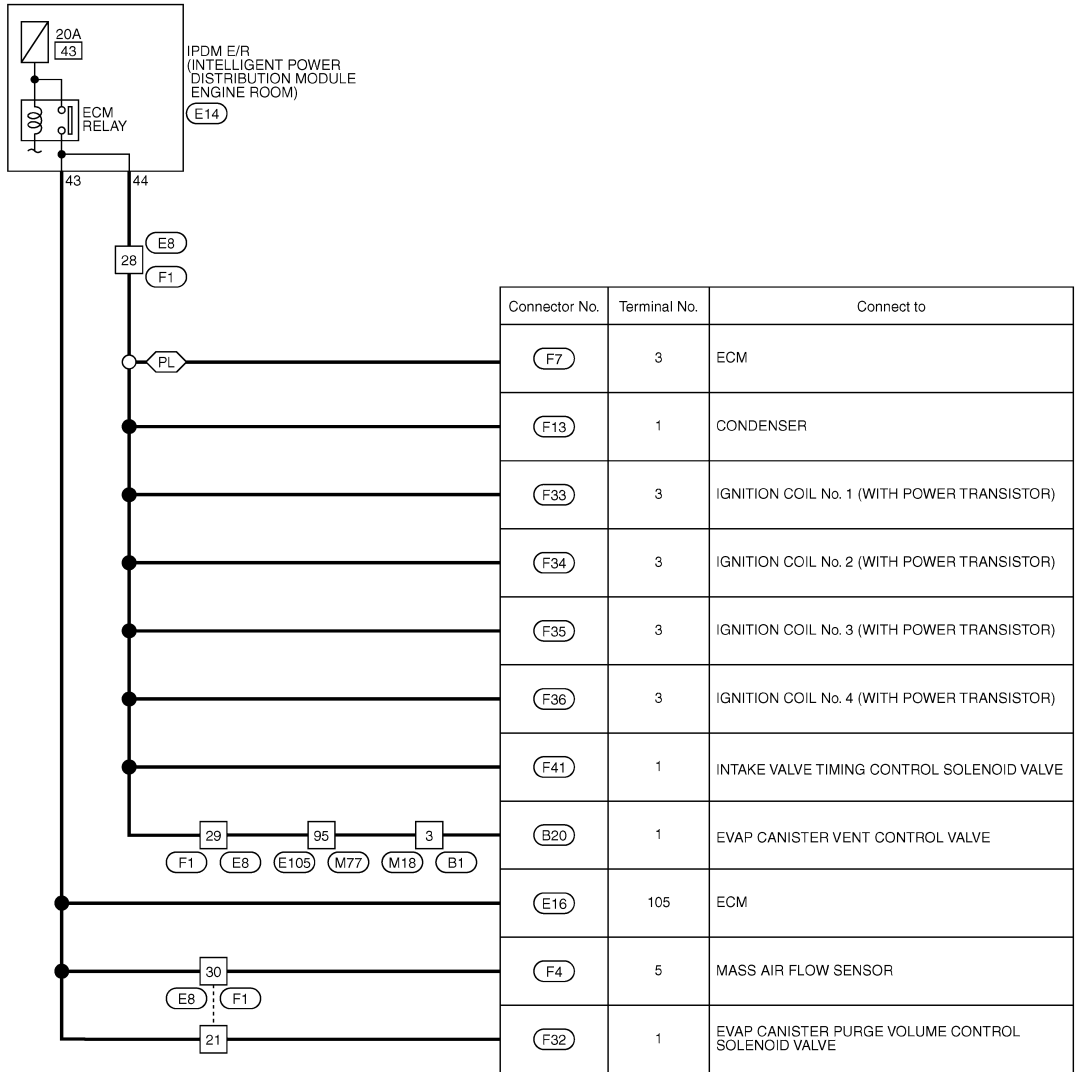 20A
43
IPDM E/R
(INTELLIGENT POWER
DISTRIBUTION MODULE
ENGINE ROOM)
E14
ECM
RELAY
43
44
28
E8
F1
Connector No. Terminal No. Connect to
PL
F7 3 ECM
F13 1 CONDENSER
F33 3 IGNITION COIL No. 1 (WITH POWER TRANSISTOR)
F34 3 IGNITION COIL No. 2 (WITH POWER TRANSISTOR)
F35 3 IGNITION COIL No. 3 (WITH POWER TRANSISTOR)
F36 3 IGNITION COIL No. 4 (WITH POWER TRANSISTOR)
F41 1 INTAKE VALVE TIMING CONTROL SOLENOID VALVE
29 95 3
F1 E8 E105 M77 M18 B1
B20 1 EVAP CANISTER VENT CONTROL VALVE
E16 105 ECM
30
E8 F1
F4 5 MASS AIR FLOW SENSOR
21
F32 1 EVAP CANISTER PURGE VOLUME CONTROL
SOLENOID VALVE